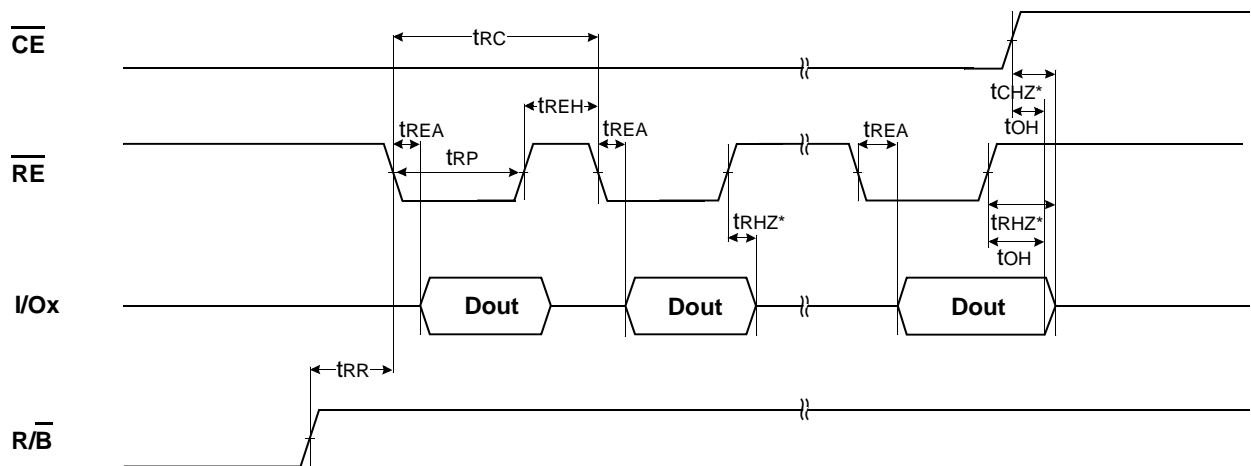 CE
tRC
tCHZ*
tREH
tOH
tREA
tREA
tREA
tRP
RE
tRHZ*
tRHZ*
tOH
I/Ox
Dout
Dout
Dout
tRR
R/B